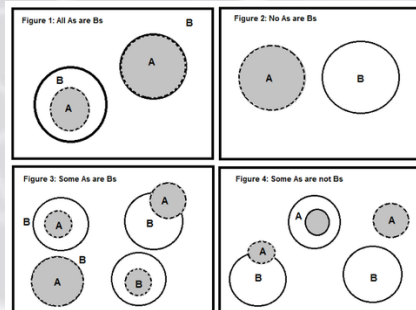 Figure 1: All As are Bs
B
A
B
A
Figure 2: No As are Bs
A
B
Figure 3: Some As are Bs
A
B
B
A
B
A
B
Figure 4: Some As are not Bs
A
A
A
B
B